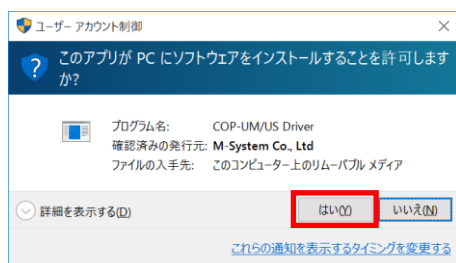 ユーザー アカウント制御
このアプリが PC にソフトウェアをインストールすることを許可します
か?
プログラム名: COP-UM/US Driver
確認済みの発行元: M-System Co., Ltd
ファイルの入手先: このコンピューター上のリムーバブル メディア
詳細を表示する(D)
はい(Y) いいえ(N)
これらの通知を表示するタイミングを変更する